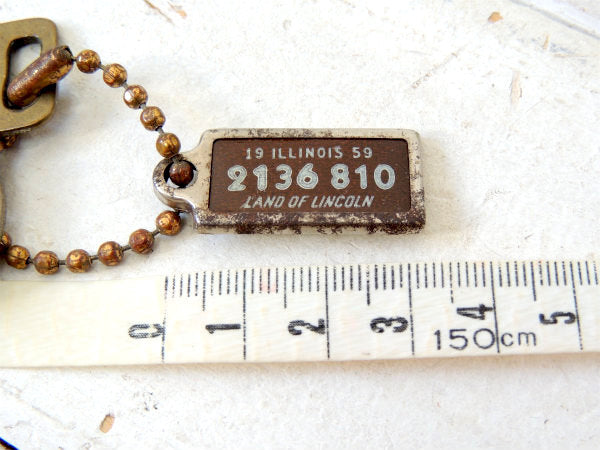 19 ILLINOIS 59
2136 810
LAND OF LINCOLN
0 1 2 3 4 5
150cm